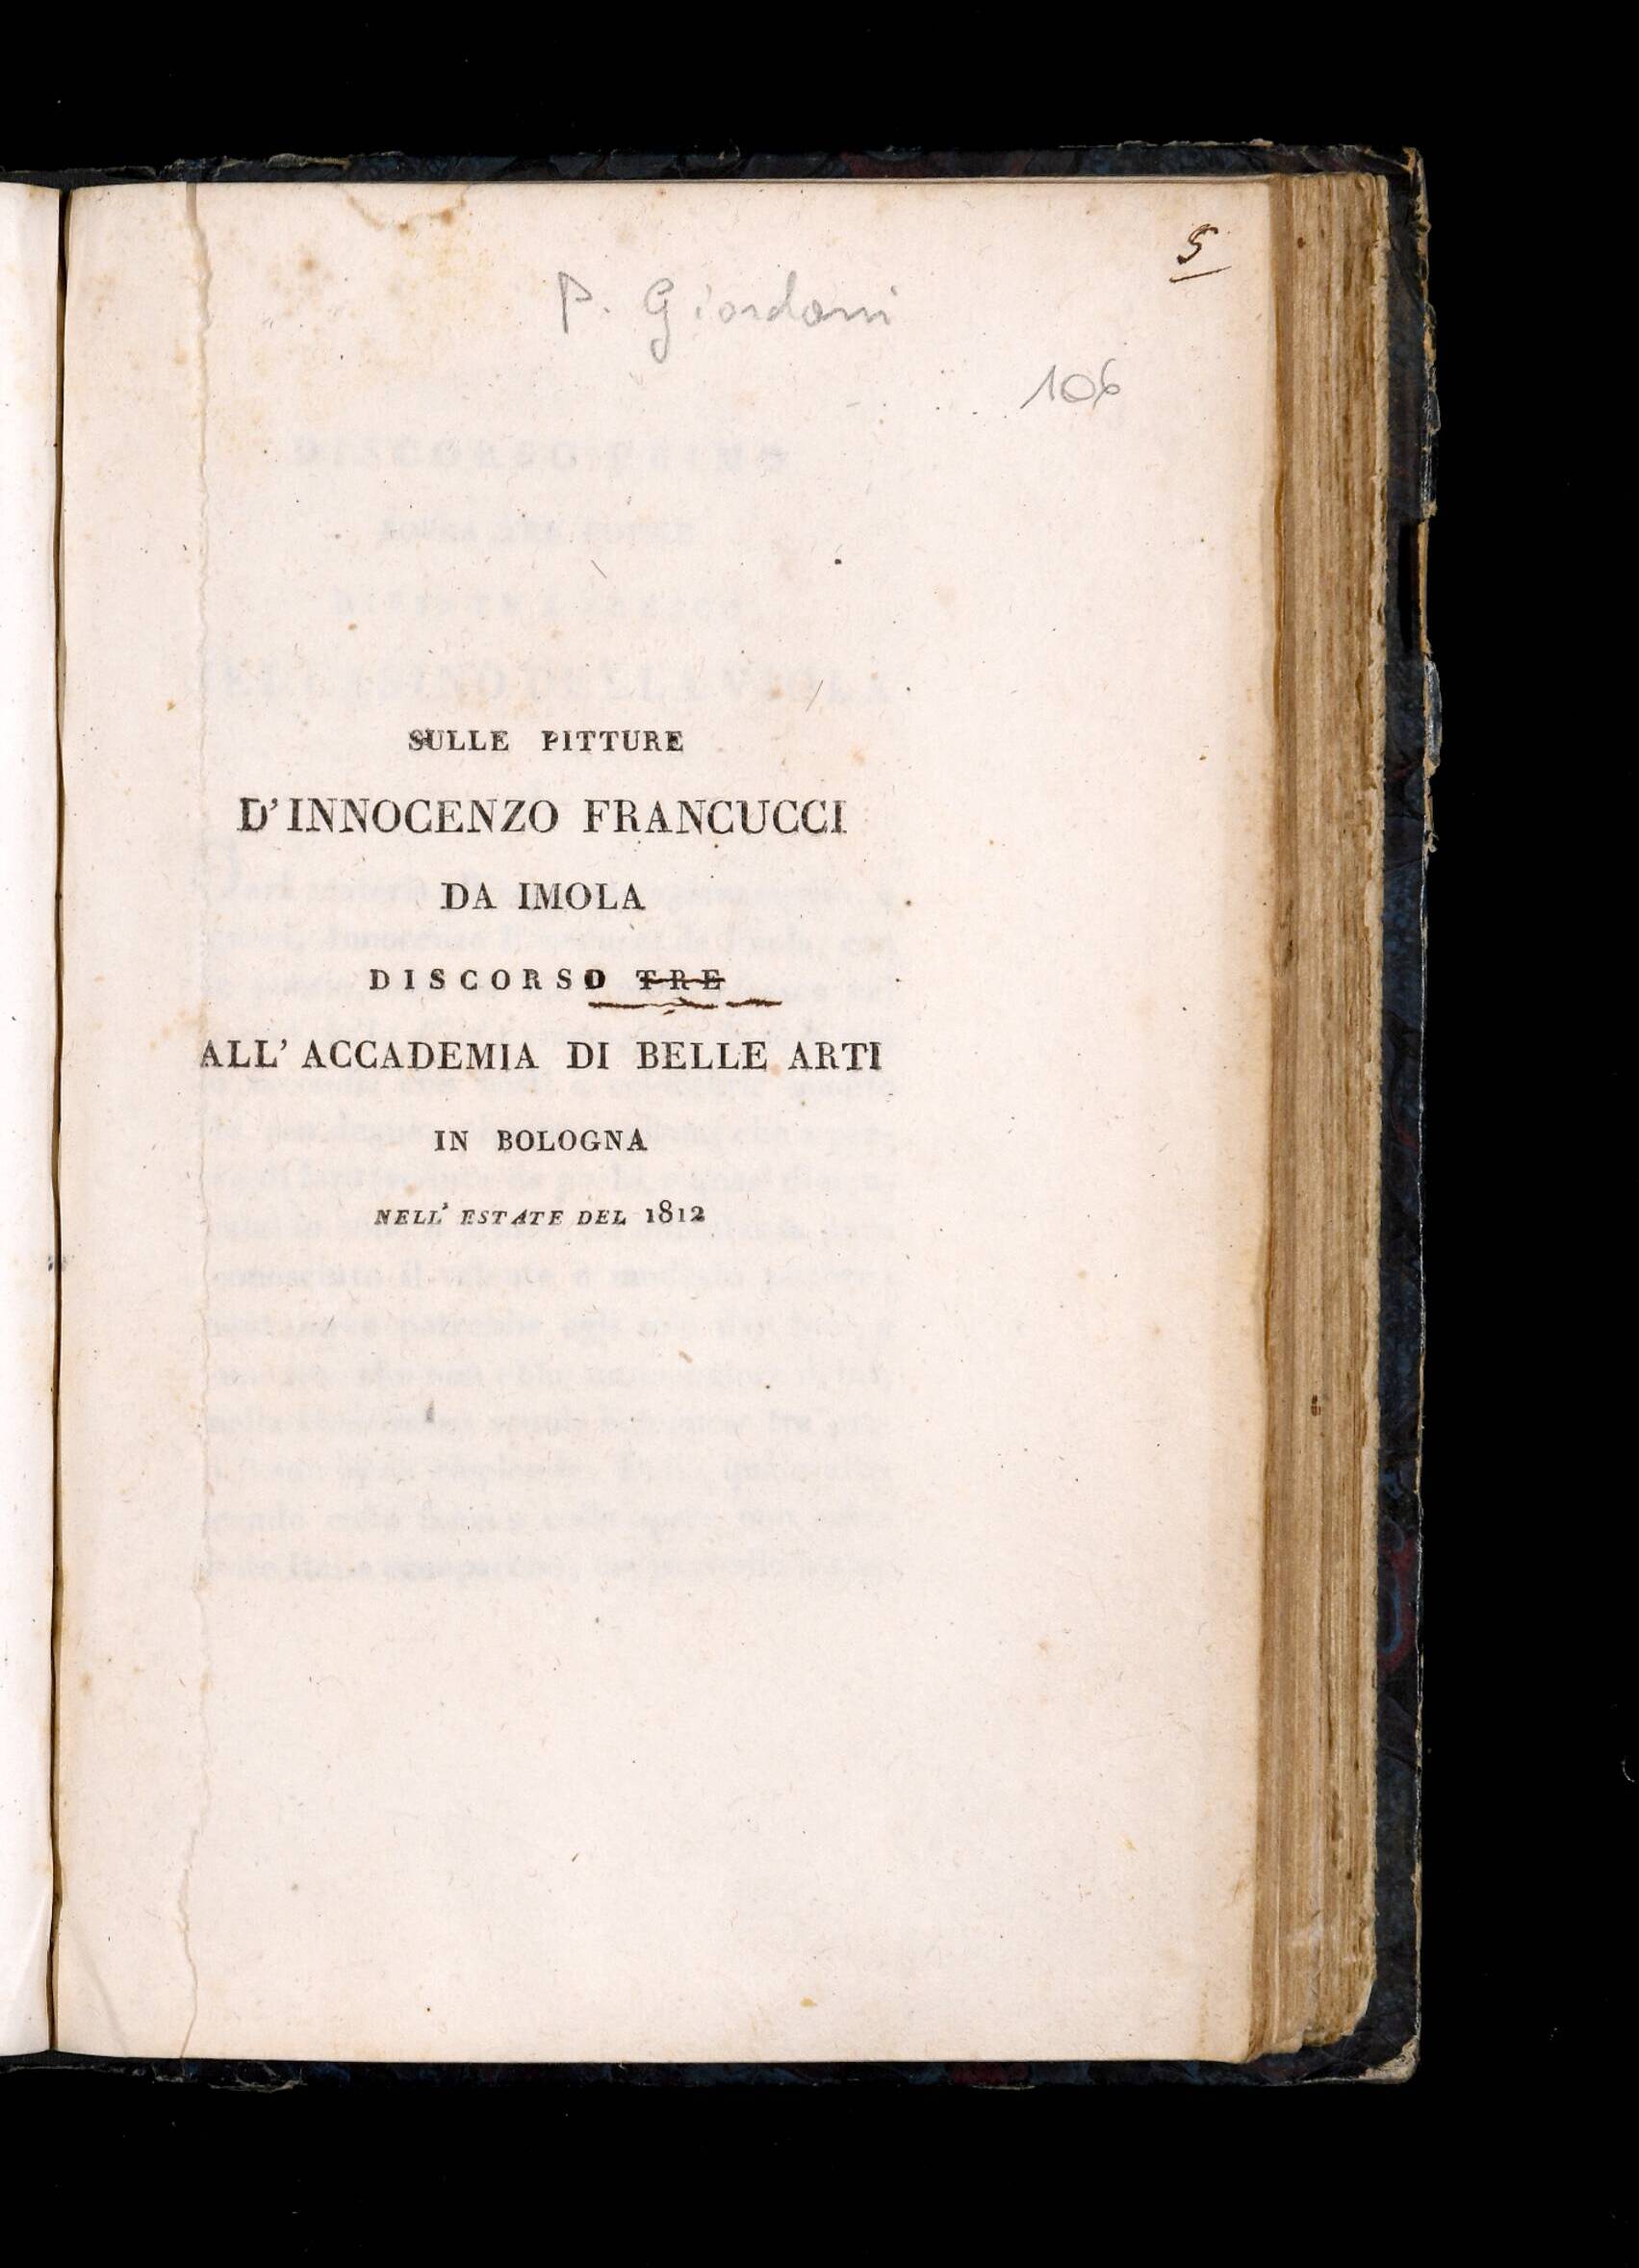 5
P. Giordani
106
SULLE PITTURE
D'INNOCENZO FRANCUCCI
DA IMOLA
DISCORSO TRE
ALL'ACCADEMIA DI BELLE ARTI
IN BOLOGNA
NELL'ESTATE DEL 1812